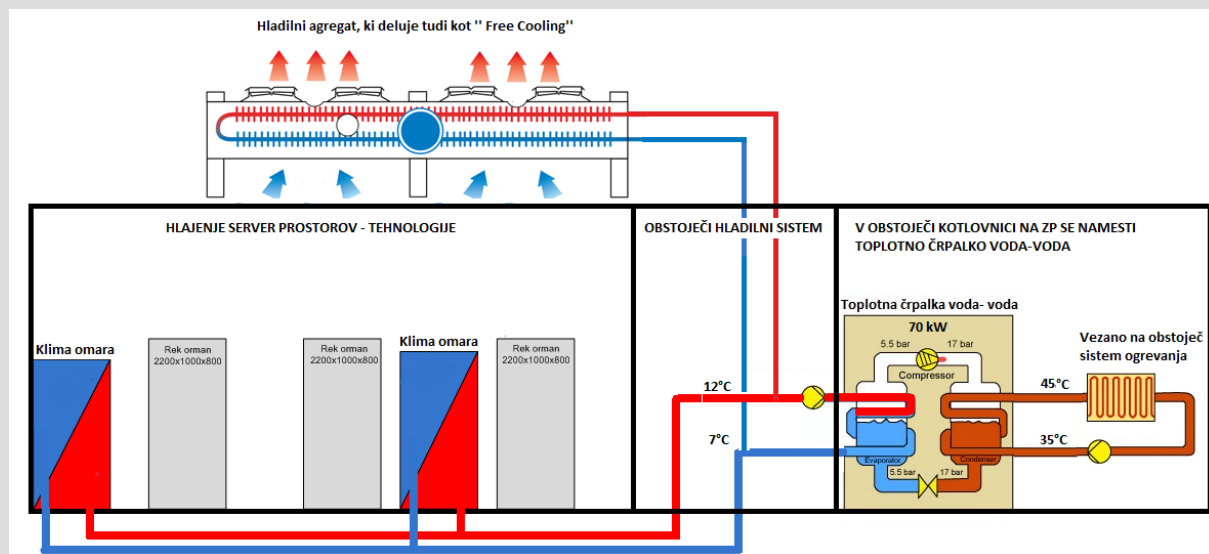 Hladilni agregat, ki deluje tudi kot '' Free Cooling''
HLAJENJE SERVER PROSTOROV - TEHNOLOGIJE
OBSTOJEČI HLADILNI SISTEM
V OBSTOJEČI KOTLOVNICI NA ZP SE NAMESTI
TOPLOTNO ČRPALKO VODA-VODA
Klima omara
Rek orman
2200x1000x800
Rek orman
2200x1000x800
Klima omara
Rek orman
2200x1000x800
12°C
7°C
Toplotna črpalka voda- voda
70 kW
5.5 bar
17 bar
Compressor
Evaporator
Condenser
5.5 bar
17 bar
45°C
35°C
Vezano na obstoječ
sistem ogrevanja